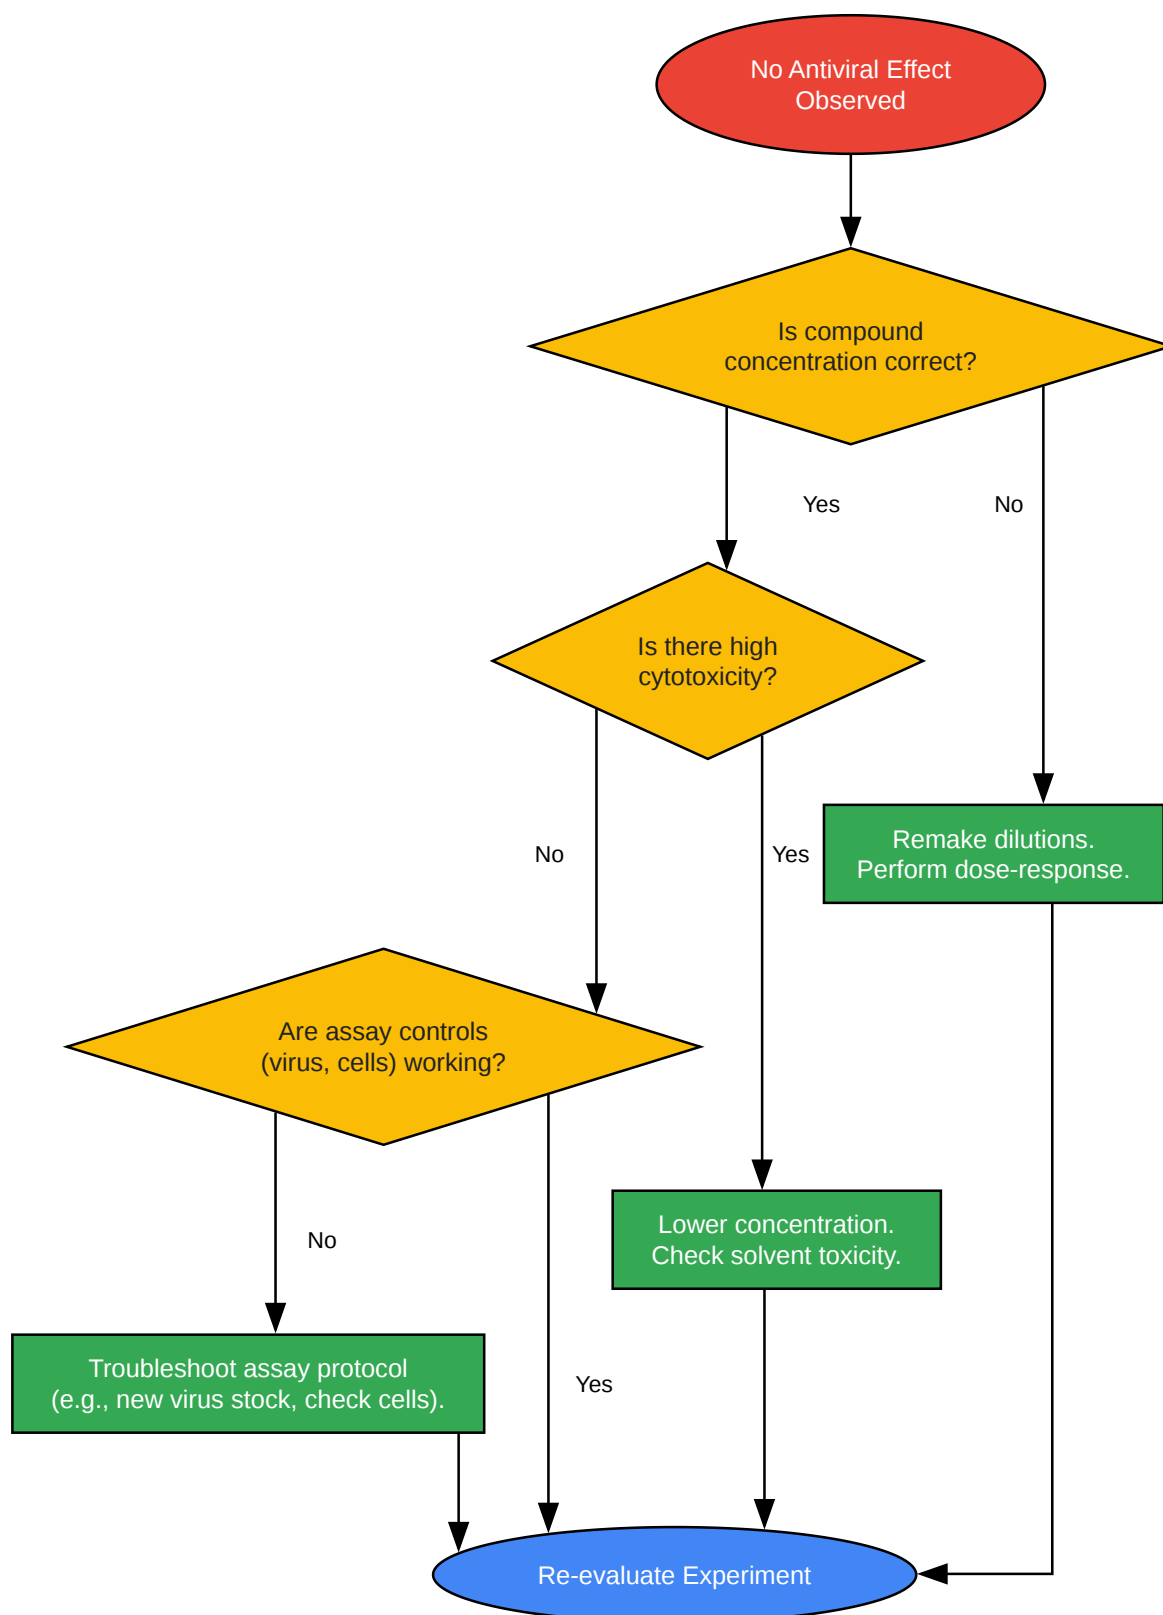 No Antiviral Effect
Observed
Is compound
concentration correct?
Yes
No
Is there high
cytotoxicity?
No
Yes
Remake dilutions.
Perform dose-response.
Are assay controls
(virus, cells) working?
No
Lower concentration.
Check solvent toxicity.
Troubleshoot assay protocol
(e.g., new virus stock, check cells).
Yes
Re-evaluate Experiment